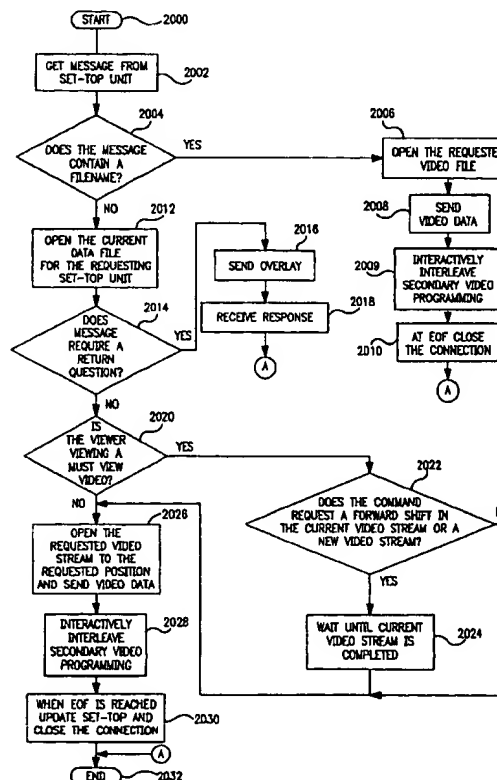 START
2000
GET MESSAGE FROM
SET-TOP UNIT
2002
2004
DOES THE MESSAGE
CONTAIN A
FILENAME?
YES
NO
2006
OPEN THE REQUESTED
VIDEO FILE
2008
SEND
VIDEO DATA
2009
INTERACTIVELY
INTERLEAVE
SECONDARY VIDEO
PROGRAMMING
2010
AT EOF CLOSE
THE CONNECTION
A
2012
OPEN THE CURRENT
DATA FILE
FOR THE REQUESTING
SET-TOP UNIT
2014
DOES
MESSAGE
REQUIRE A
RETURN
QUESTION?
YES
NO
2016
SEND OVERLAY
2018
RECEIVE RESPONSE
A
2020
IS
THE VIEWER
VIEWING A
MUST VIEW
VIDEO?
YES
NO
2022
DOES THE COMMAND
REQUEST A FORWARD SHIFT IN
THE CURRENT VIDEO STREAM OR A
NEW VIDEO STREAM?
YES
2024
WAIT UNTIL CURRENT
VIDEO STREAM IS
COMPLETED
2026
OPEN THE
REQUESTED VIDEO
STREAM TO THE
REQUESTED POSITION
AND SEND VIDEO DATA
2028
INTERACTIVELY
INTERLEAVE
SECONDARY VIDEO
PROGRAMMING
2030
WHEN EOF IS REACHED
UPDATE SET-TOP AND
CLOSE THE CONNECTION
A
END
2032